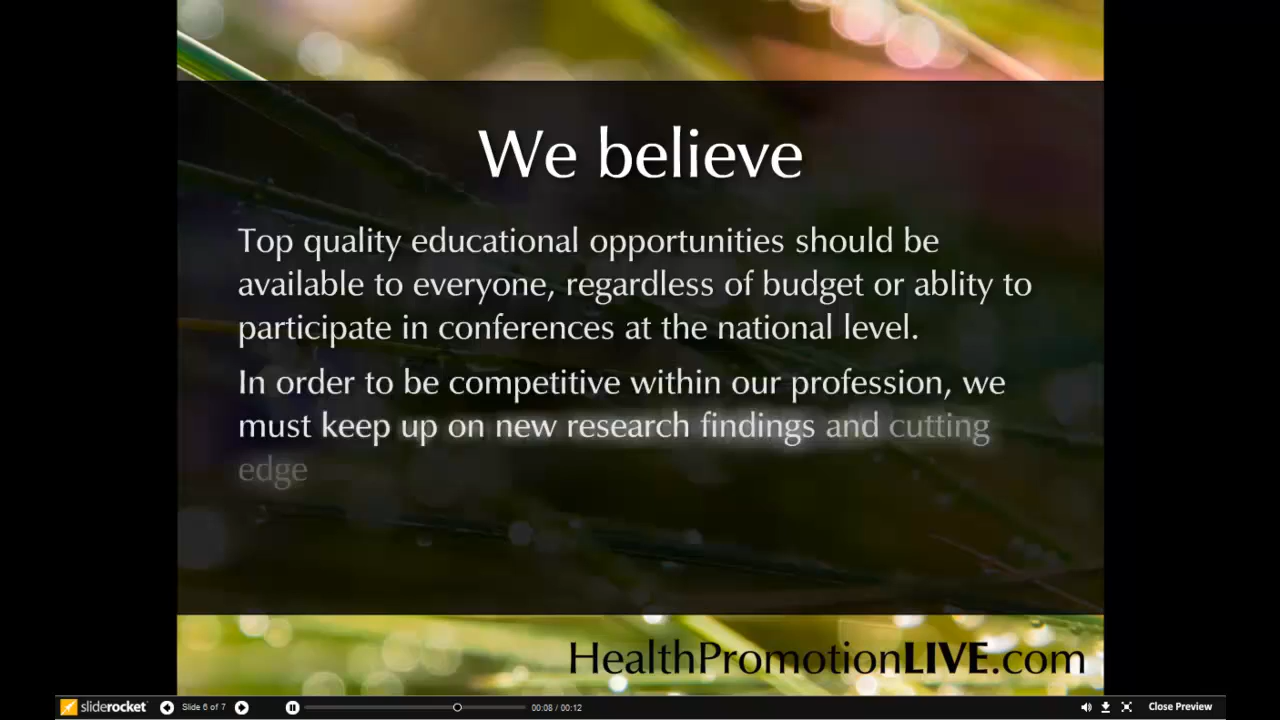 We believe
Top quality educational opportunities should be
available to everyone, regardless of budget or ablity to
participate in conferences at the national level.
In order to be competitive within our profession, we
must keep up on new research findings and cutting
edge
HealthPromotionLIVE.com
sliderocket
Slide 6 of 7
00:08 / 00:12
Close Preview